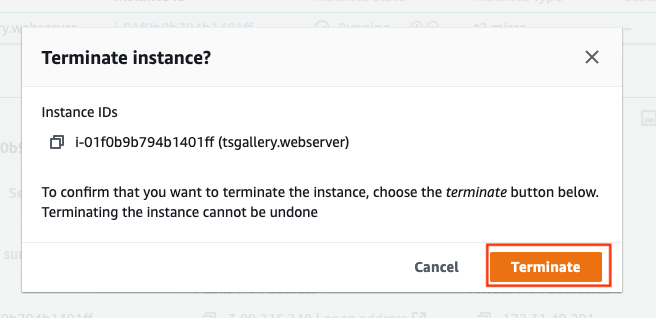 Terminate instance?
Instance IDs
i-01f0b9b794b1401ff (tsgallery.webserver)
To confirm that you want to terminate the instance, choose the terminate button below.
Terminating the instance cannot be undone
Cancel
Terminate